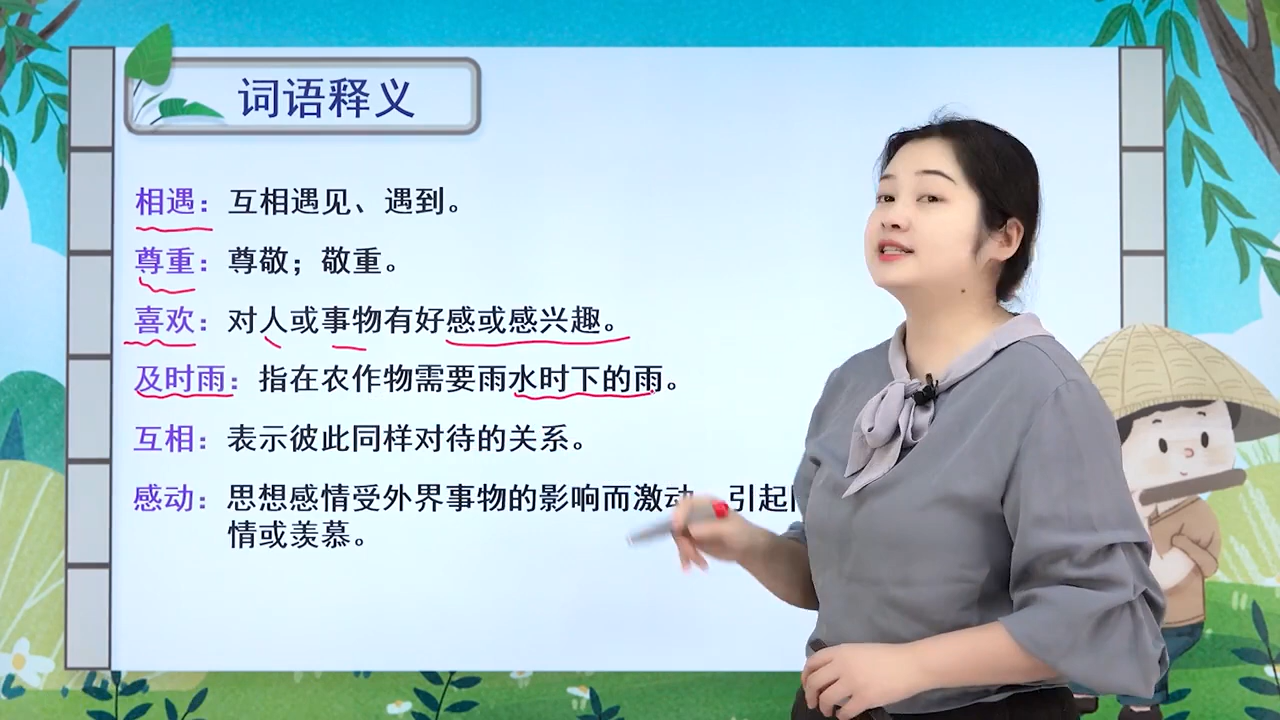 词语释义
相遇：互相遇见、遇到。
尊重：尊敬；敬重。
喜欢：对人或事物有好感或感兴趣。
及时雨：指在农作物需要雨水时下的雨。
互相：表示彼此同样对待的关系。
感动：思想感情受外界事物的影响而激动 引起
情或羡慕。